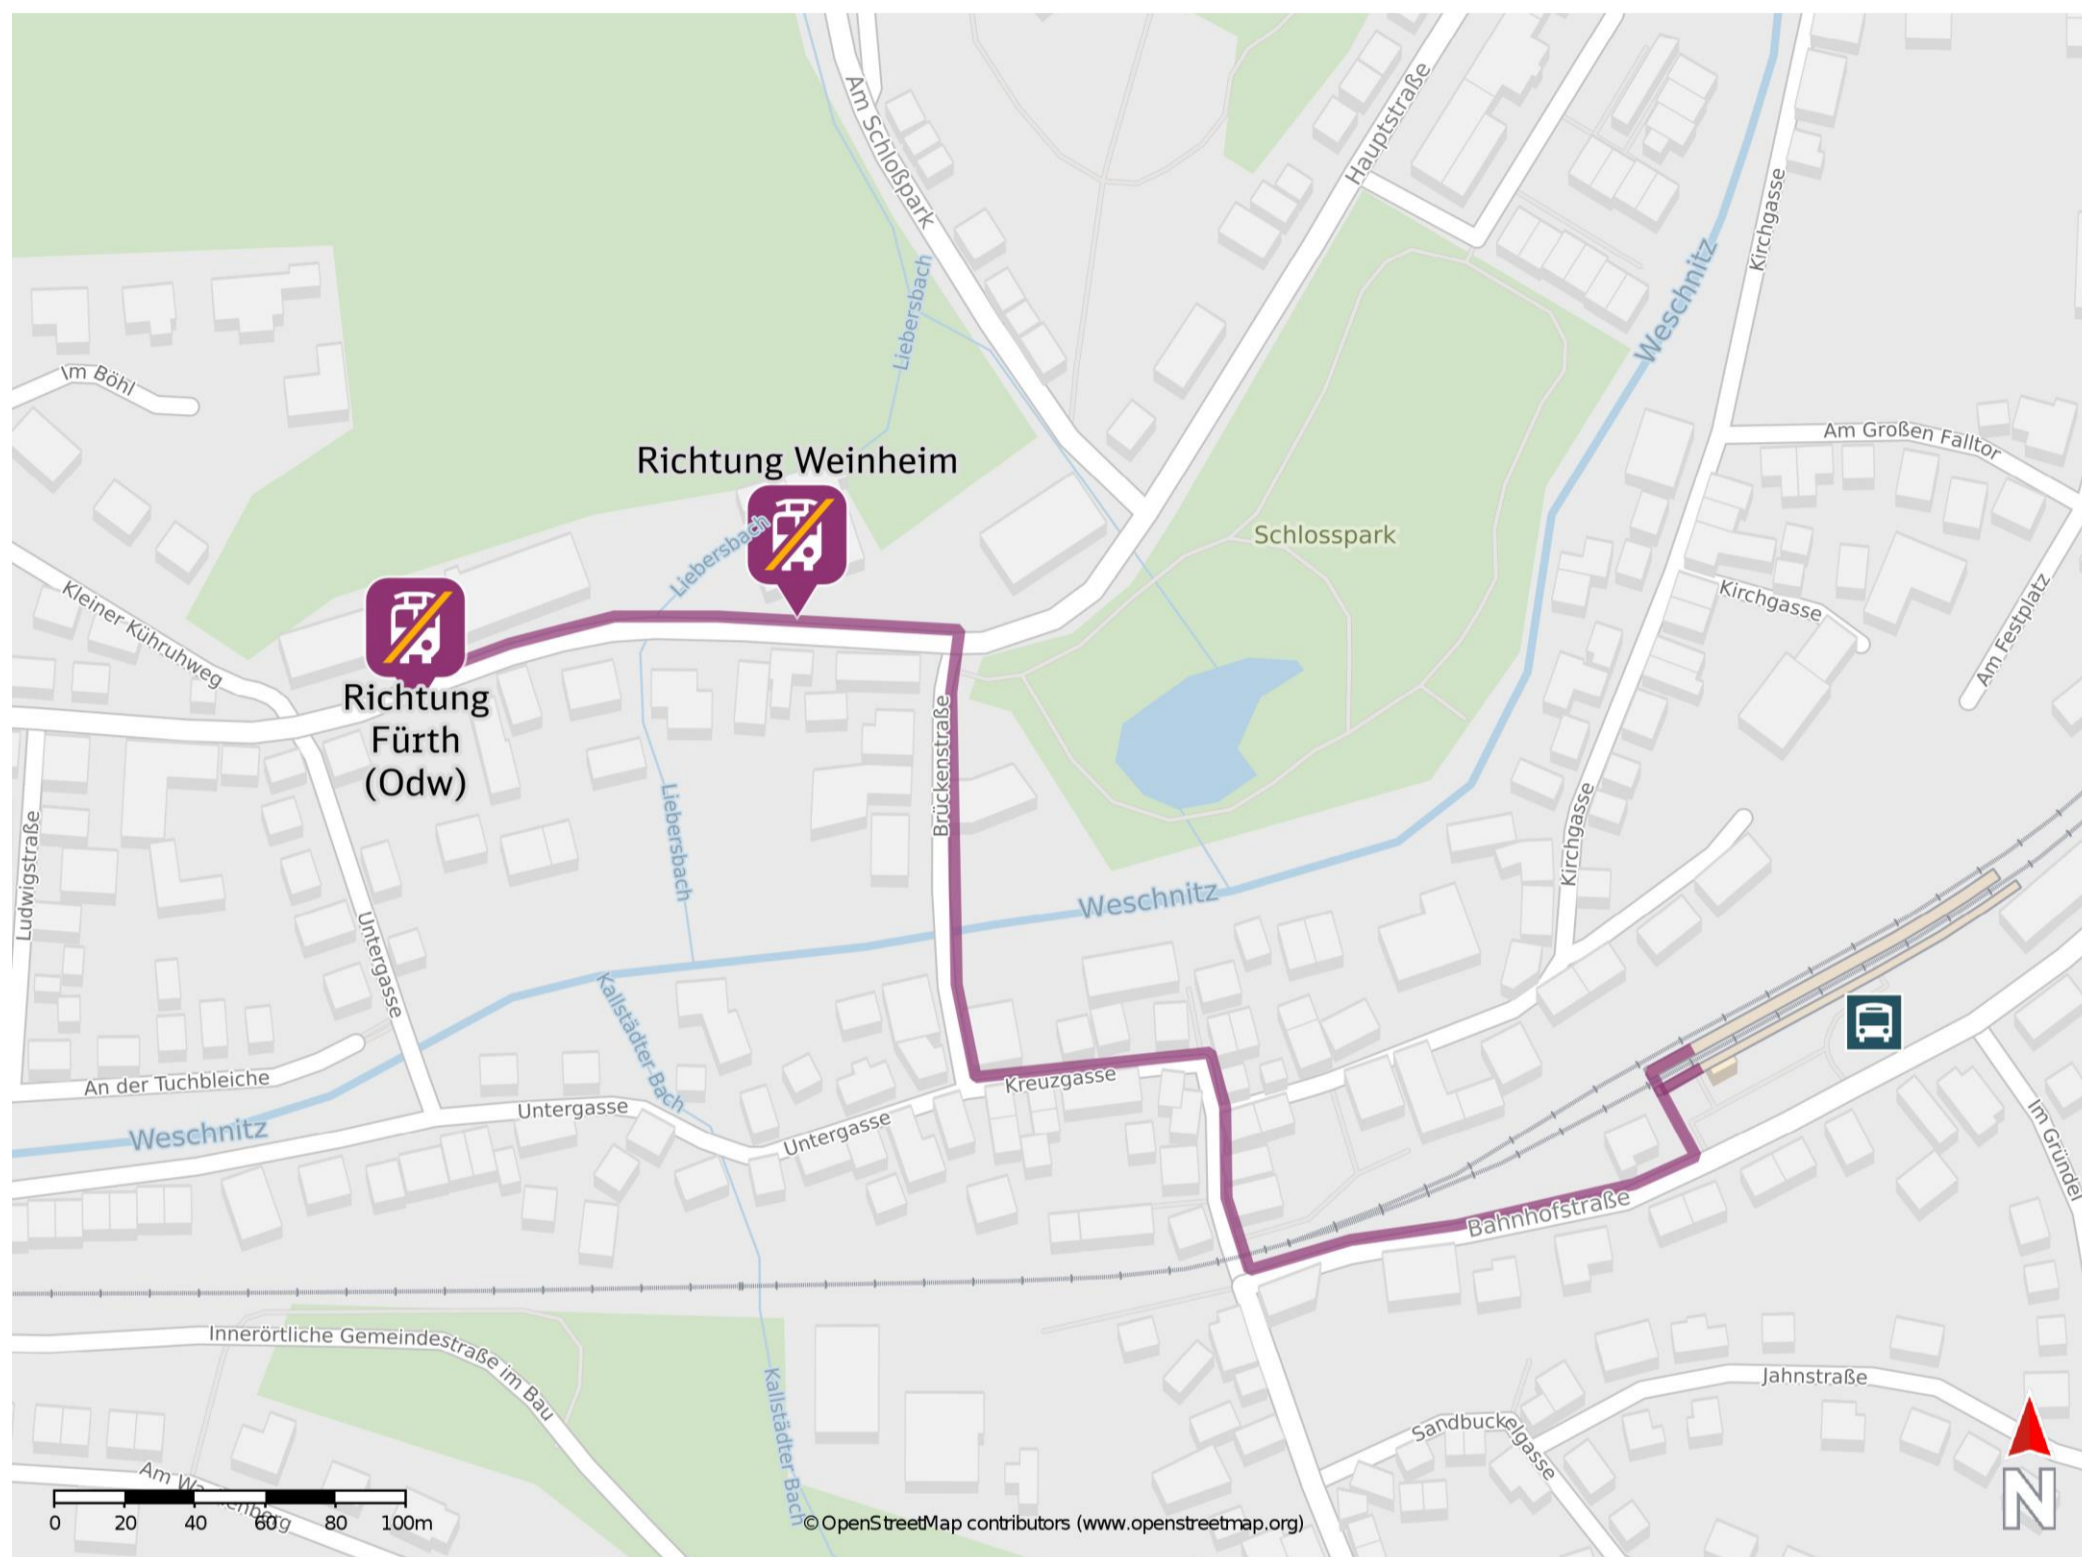 Am Schloßpark
Hauptstraße
Kirchgasse
Weschnitz
Liebersbach
Im Böhl
Am Großen Falltor
Richtung Weinheim
Liebersbach
Schlosspark
Kleiner Kühruhweg
Kirchgasse
Am Festplatz
Richtung
Fürth
(Odw)
Brückenstraße
Ludwigstraße
Liebersbach
Kirchgasse
Untergasse
Weschnitz
Kallstädter Bach
An der Tuchbleiche
Kreuzgasse
Untergasse
Weschnitz
Untergasse
Im Gründel
Bahnhofstraße
Innerörtliche Gemeindestraße im Bau
Kallstädter Bach
Jahnstraße
Sandbuckelgasse
0 20 40 60 80 100m
© OpenStreetMap contributors (www.openstreetmap.org)
N